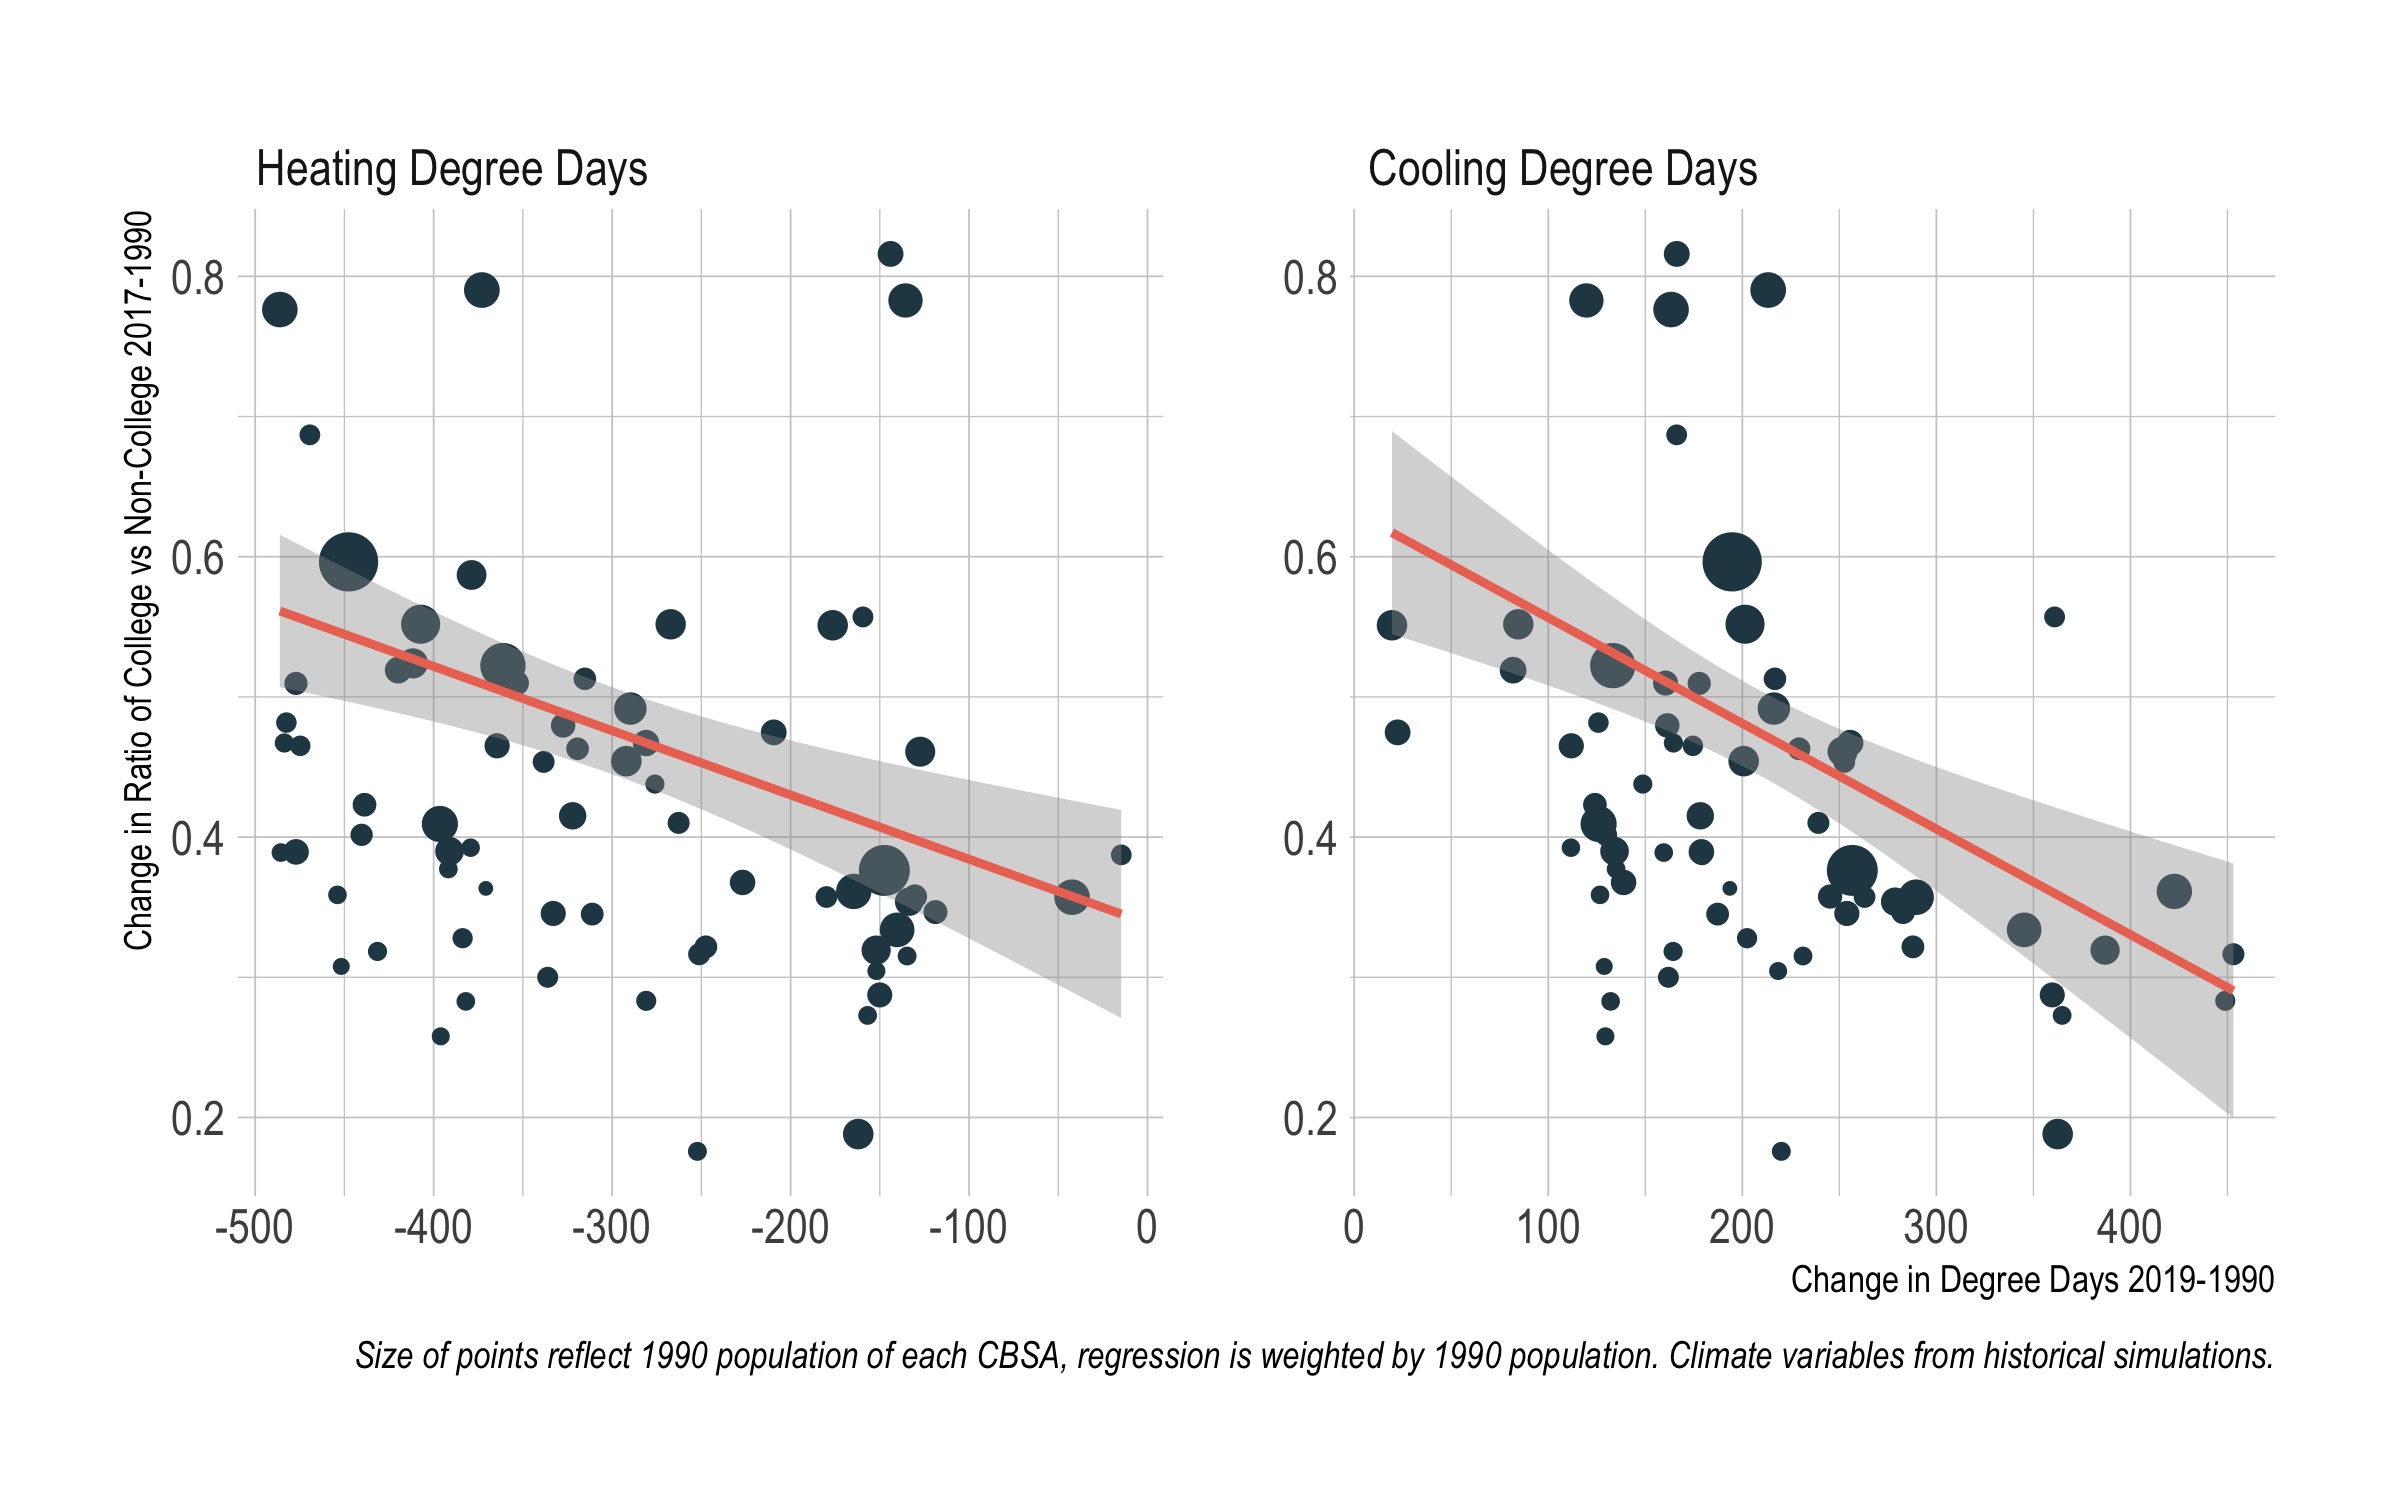 Heating Degree Days
Cooling Degree Days
Change in Ratio of College vs Non-College 2017-1990
0.8
0.6
0.4
0.2
0.8
0.6
0.4
0.2
-500 -400 -300 -200 -100 0
0 100 200 300 400
Change in Degree Days 2019-1990
Size of points reflect 1990 population of each CBSA, regression is weighted by 1990 population. Climate variables from historical simulations.